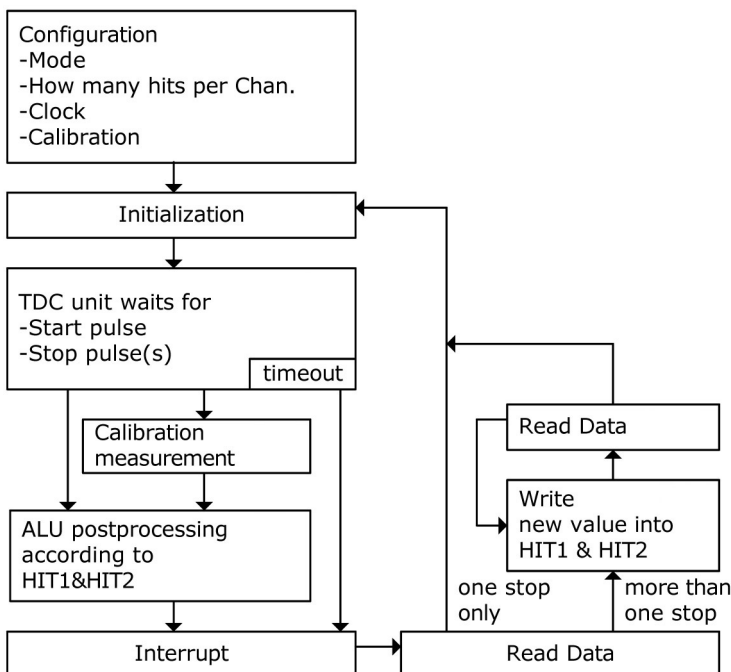 Configuration
-Mode
-How many hits per Chan.
-Clock
-Calibration
Initialization
TDC unit waits for
-Start pulse
-Stop pulse(s)
timeout
Calibration
measurement
ALU postprocessing
according to
HIT1&HIT2
Interrupt
Read Data
one stop
only
more than
one stop
Write
new value into
HIT1 & HIT2
Read Data